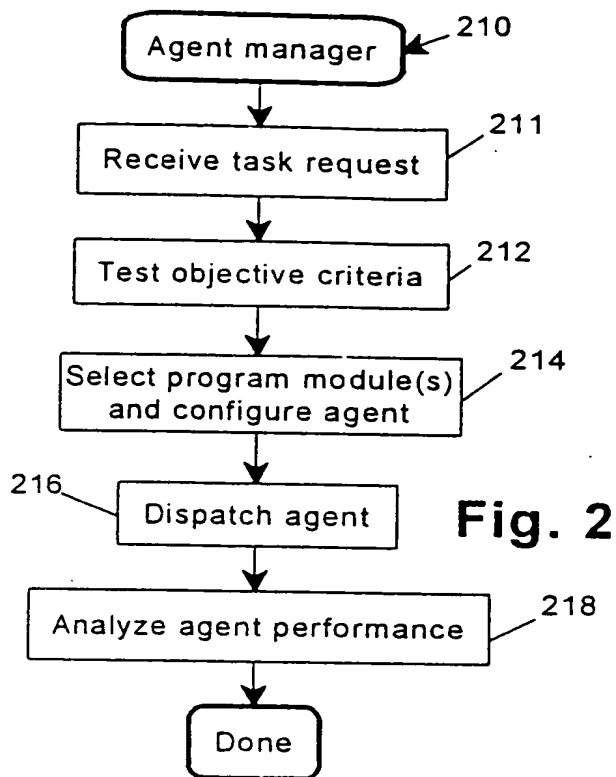 Agent manager
210
Receive task request
211
Test objective criteria
212
Select program module(s)
and configure agent
214
216
Dispatch agent
Fig. 2
Analyze agent performance
218
Done